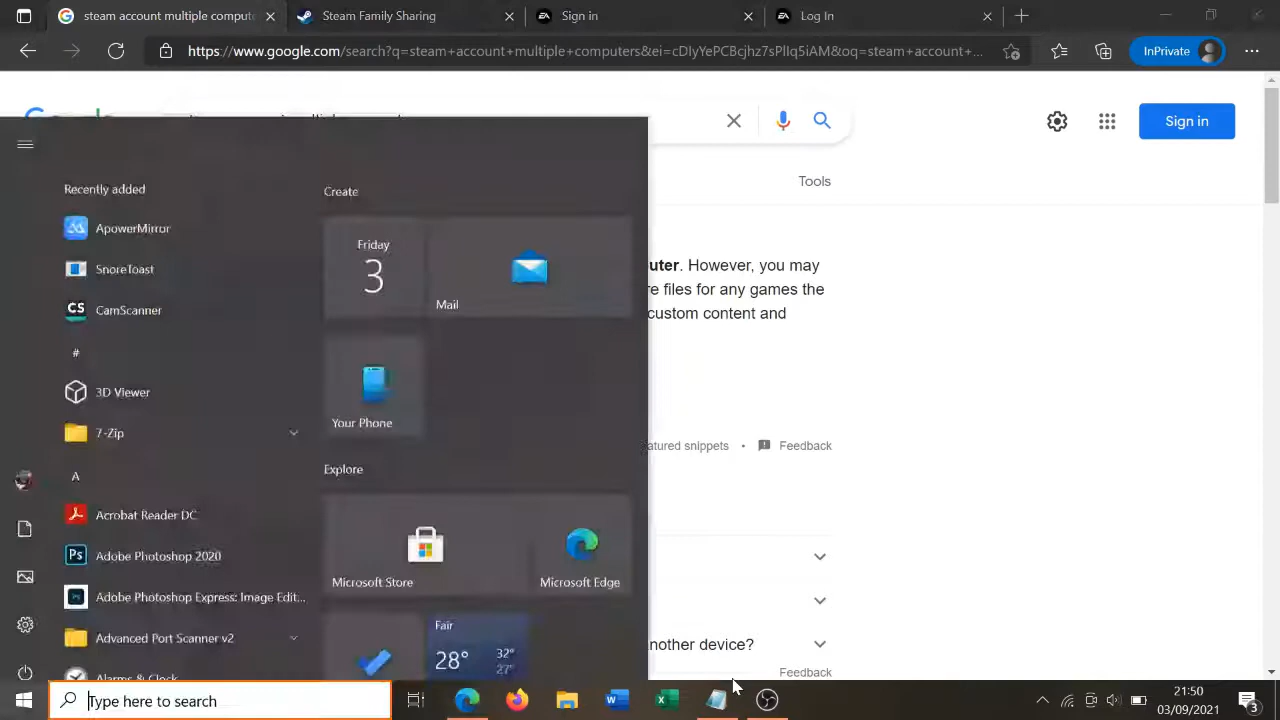 steam account multiple compute
Steam Family Sharing
Sign in
Log In
https://www.google.com/search?q=steam+account+multiple+computers&ei=cDIyYePCBcjhz7sPlIq5iAM&oq=steam+account+...
InPrivate
Sign in
Tools
Recently added
ApowerMirror
SnoreToast
CamScanner
#
3D Viewer
7-Zip
A
Acrobat Reader DC
Adobe Photoshop 2020
Adobe Photoshop Express: Image Edit...
Advanced Port Scanner v2
Alarms & Clock
Create
Friday
3
Mail
Your Phone
Explore
Microsoft Store
Microsoft Edge
Fair
28° 32°
27°
uter. However, you may
re files for any games the
custom content and
atured snippets • Feedback
nother device?
Feedback
Type here to search
21:50
03/09/2021
3